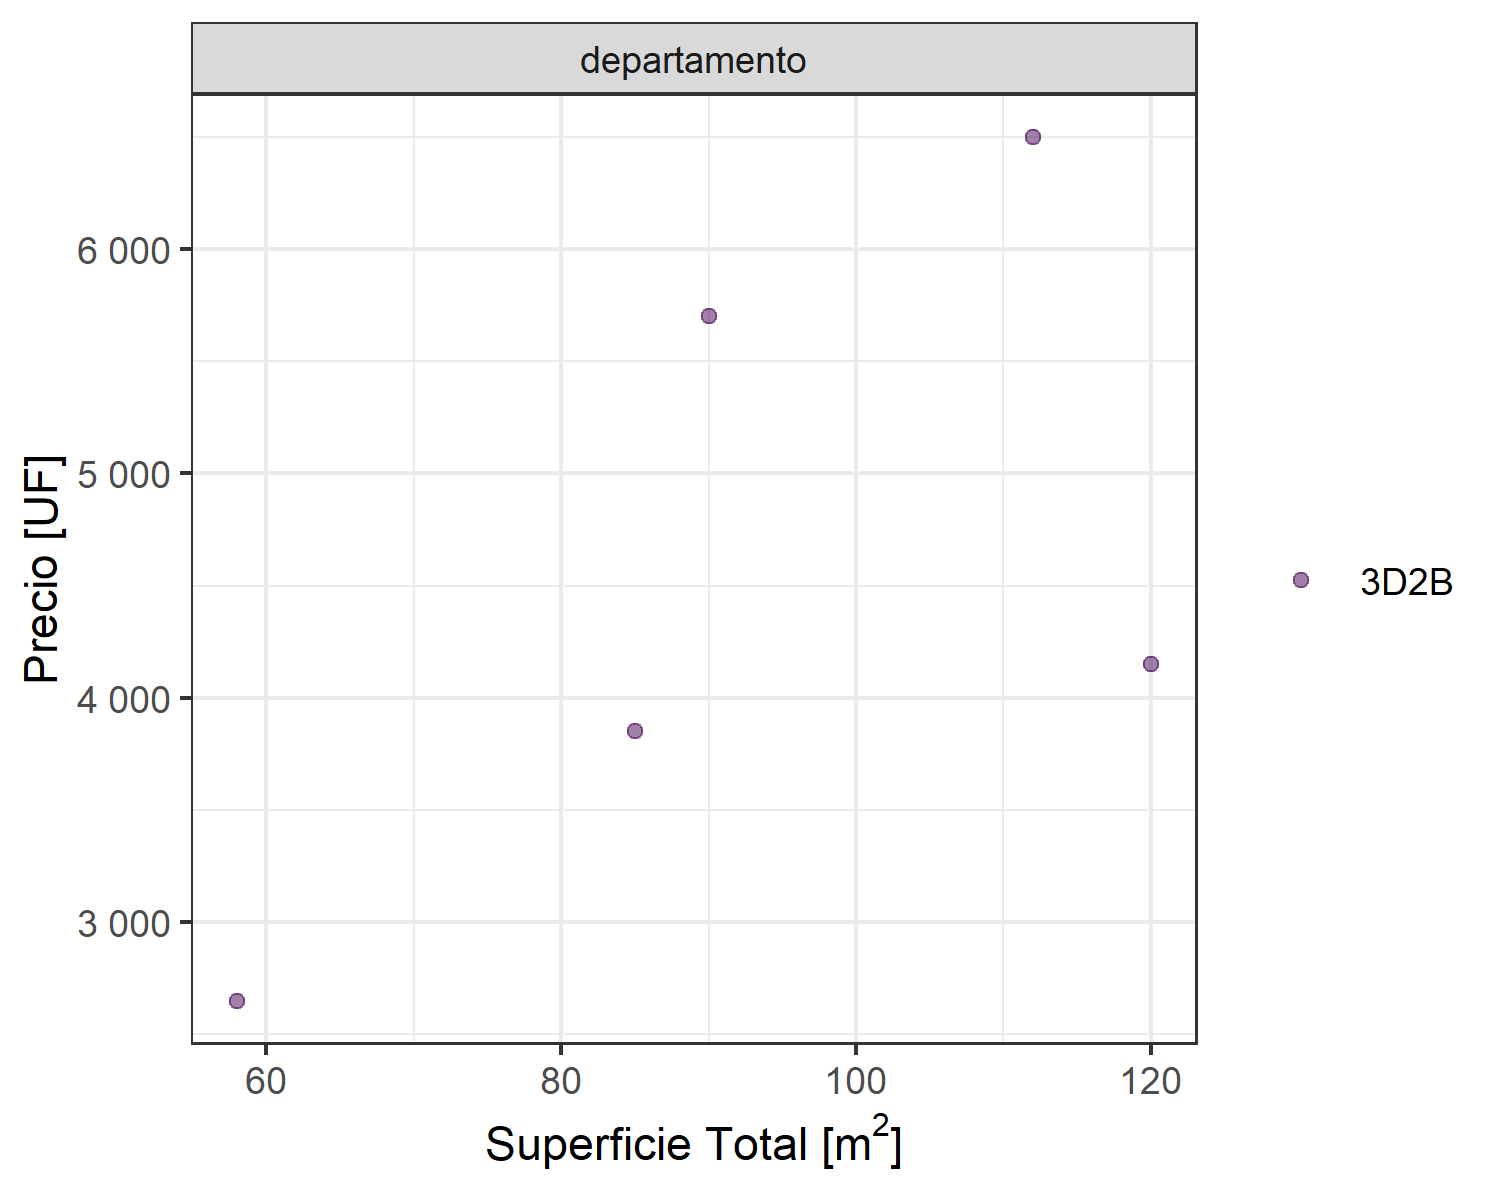 departamento
Precio [UF]
6 000
5 000
4 000
3 000
60 80 100 120
Superficie Total [m²]
3D2B